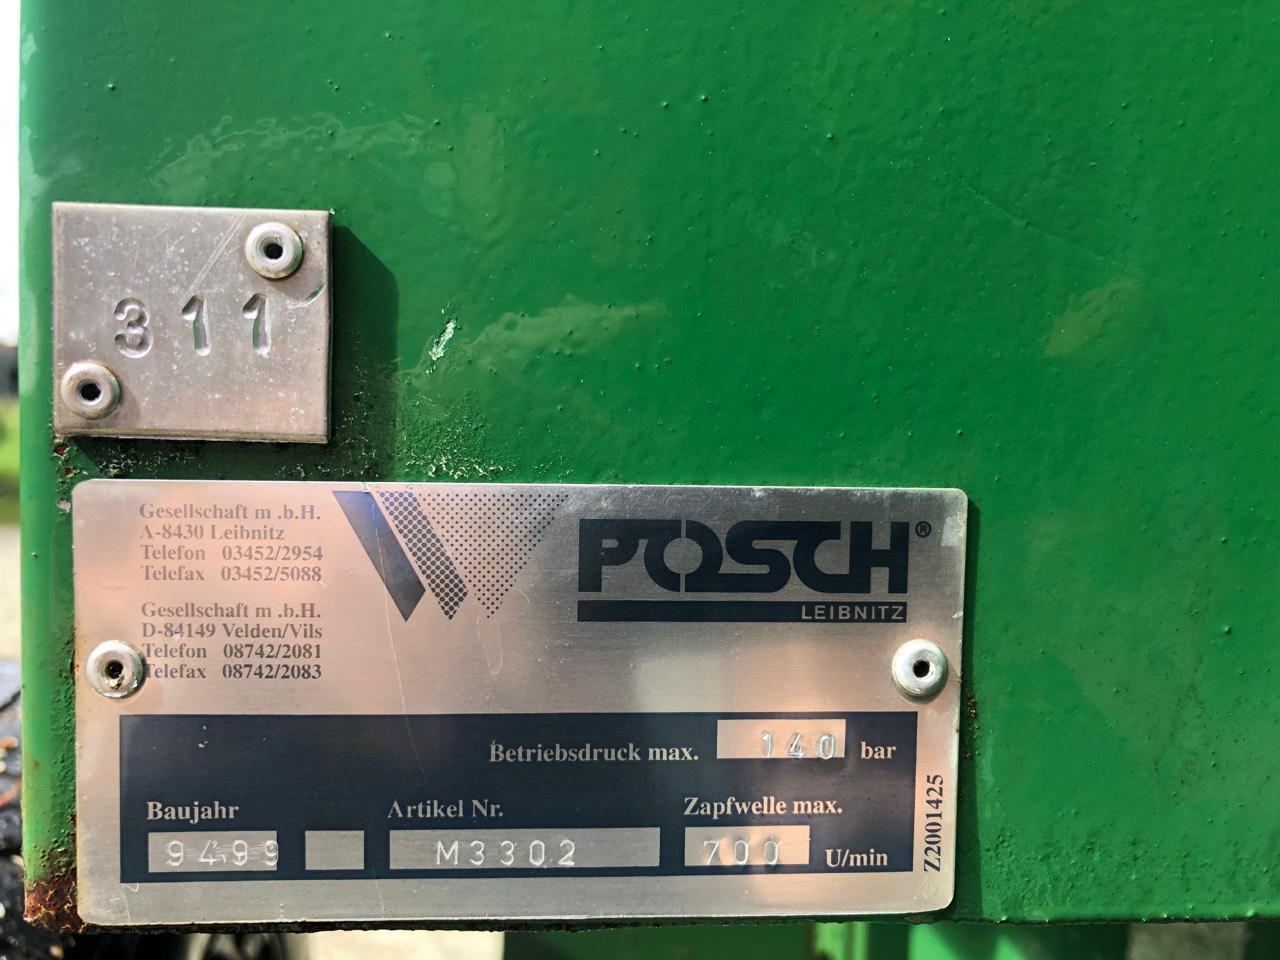 311
Gesellschaft m .b.H.
A-8430 Leibnitz
Telefon 03452/2954
Telefax 03452/5088
Gesellschaft m .b.H.
D-84149 Velden/Vils
Telefon 08742/2081
Telefax 08742/2083
POSCH®
LEIBNITZ
Betriebsdruck max. 140 bar
Baujahr Artikel Nr. Zapfwelle max.
9499 M3302 700 U/min
Z2001425